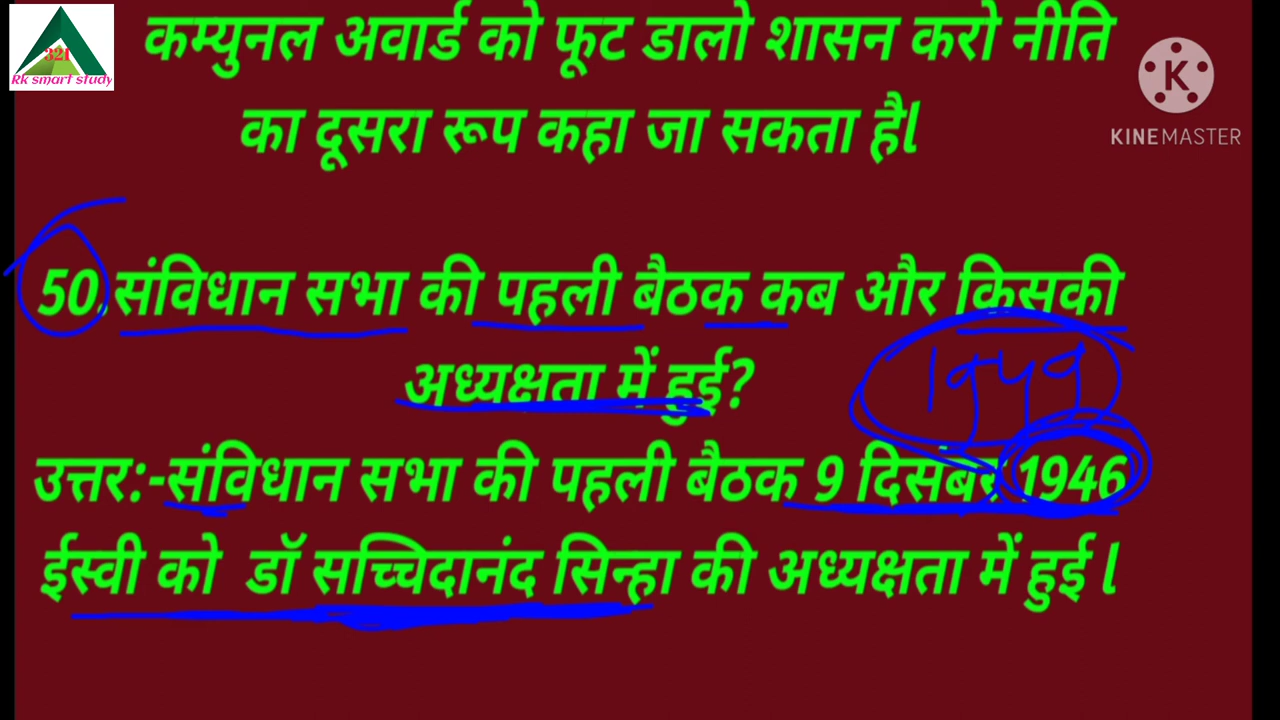 321
RK smart study
कम्युनल अवार्ड को फूट डालो शासन करो नीति
KINEMASTER
का दूसरा रूप कहा जा सकता हैl
50.संविधान सभा की पहली बैठक कब और किसकी
अध्यक्षता में हुई?
1949
उत्तर:-संविधान सभा की पहली बैठक 9 दिसंबर 1946
ईस्वी को डॉ सच्चिदानंद सिन्हा की अध्यक्षता में हुई l